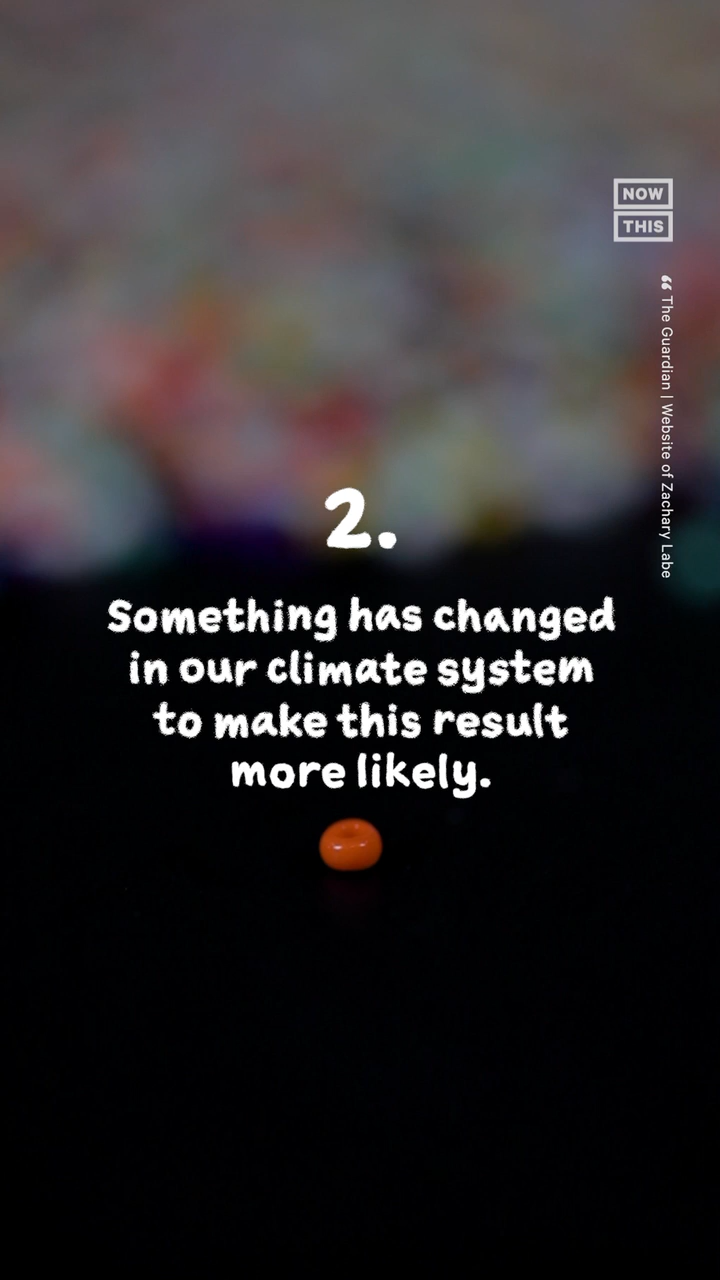 NOW
THIS
“ The Guardian | Website of Zachary Labe
2.
Something has changed
in our climate system
to make this result
more likely.